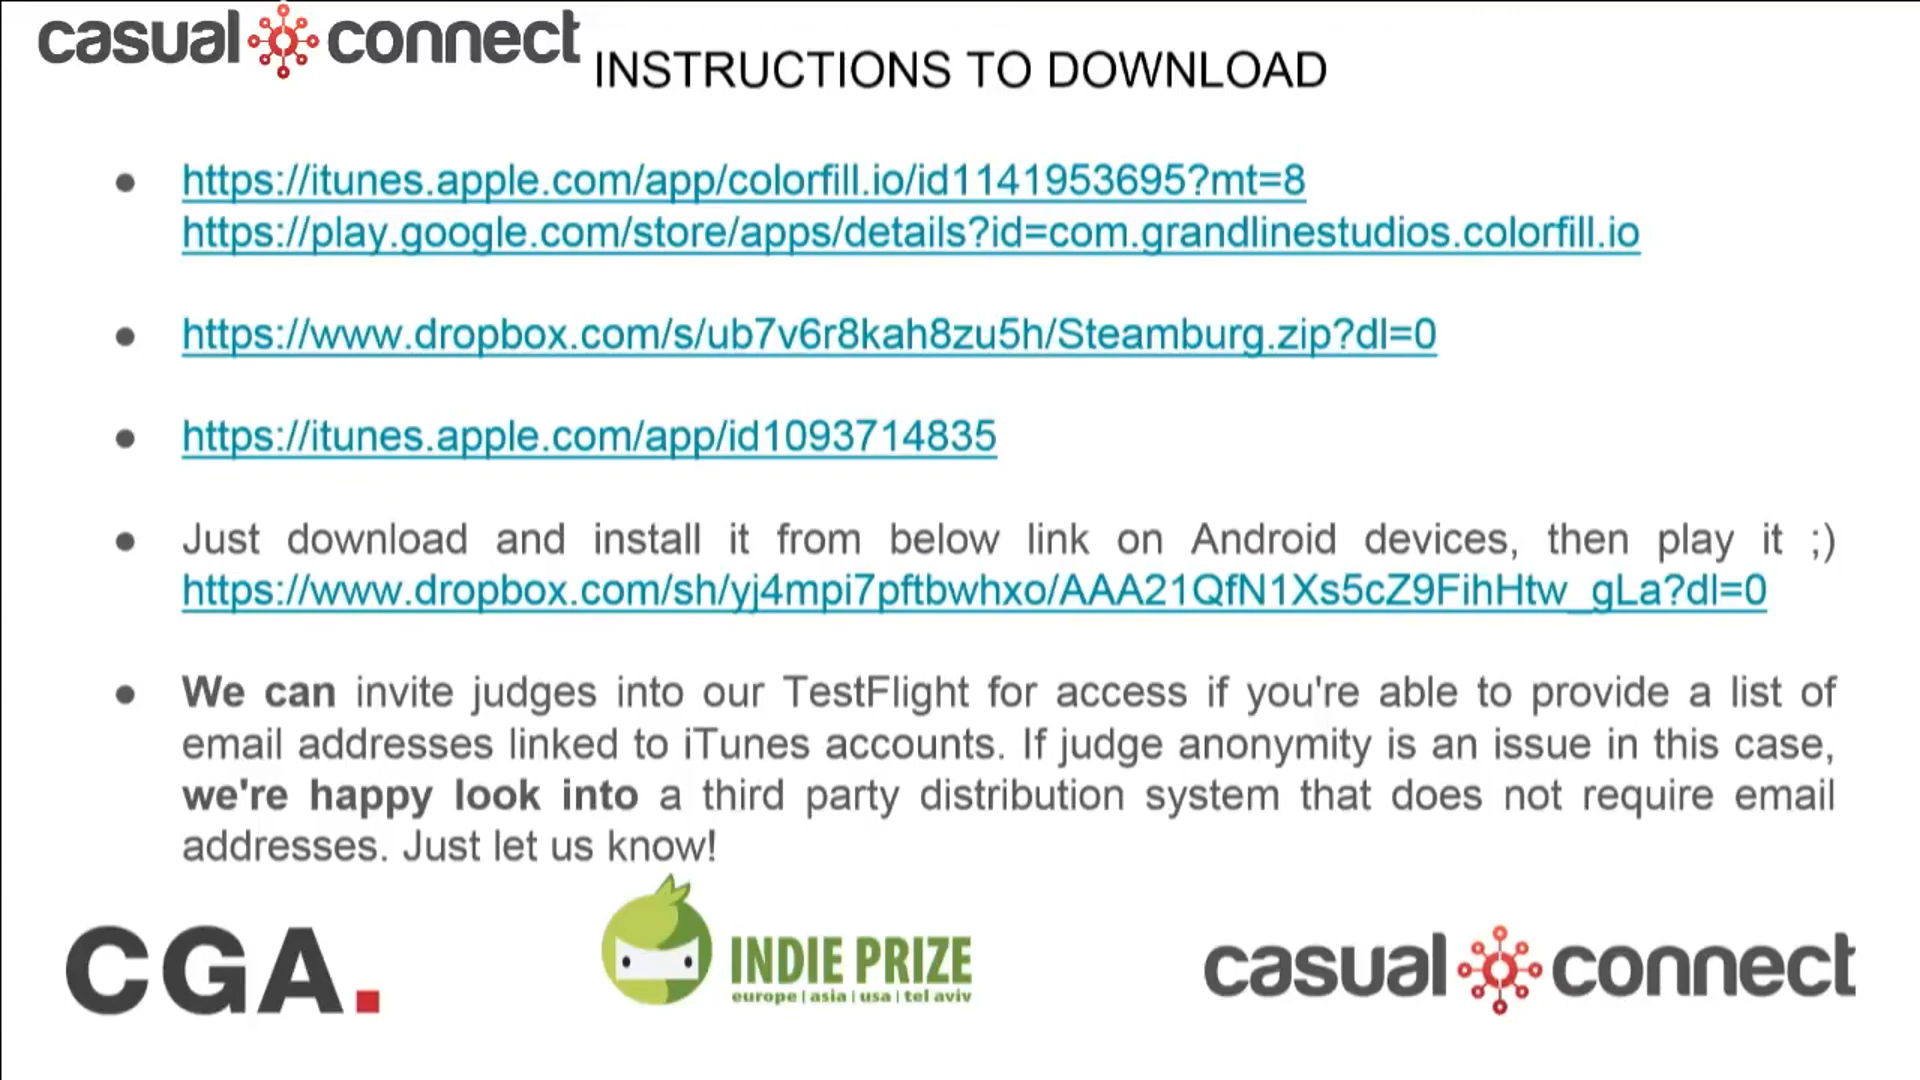 casual connect
INSTRUCTIONS TO DOWNLOAD
● https://itunes.apple.com/app/colorfill.io/id1141953695?mt=8
https://play.google.com/store/apps/details?id=com.grandlinestudios.colorfill.io
● https://www.dropbox.com/s/ub7v6r8kah8zu5h/Steamburg.zip?dl=0
● https://itunes.apple.com/app/id1093714835
● Just download and install it from below link on Android devices, then play it ;)
https://www.dropbox.com/sh/yj4mpi7pftbwhxo/AAA21QfN1Xs5cZ9FihHtw_gLa?dl=0
● We can invite judges into our TestFlight for access if you're able to provide a list of
email addresses linked to iTunes accounts. If judge anonymity is an issue in this case,
we're happy look into a third party distribution system that does not require email
addresses. Just let us know!
CGA.
INDIE PRIZE
europe | asia | usa | tel aviv
casual connect